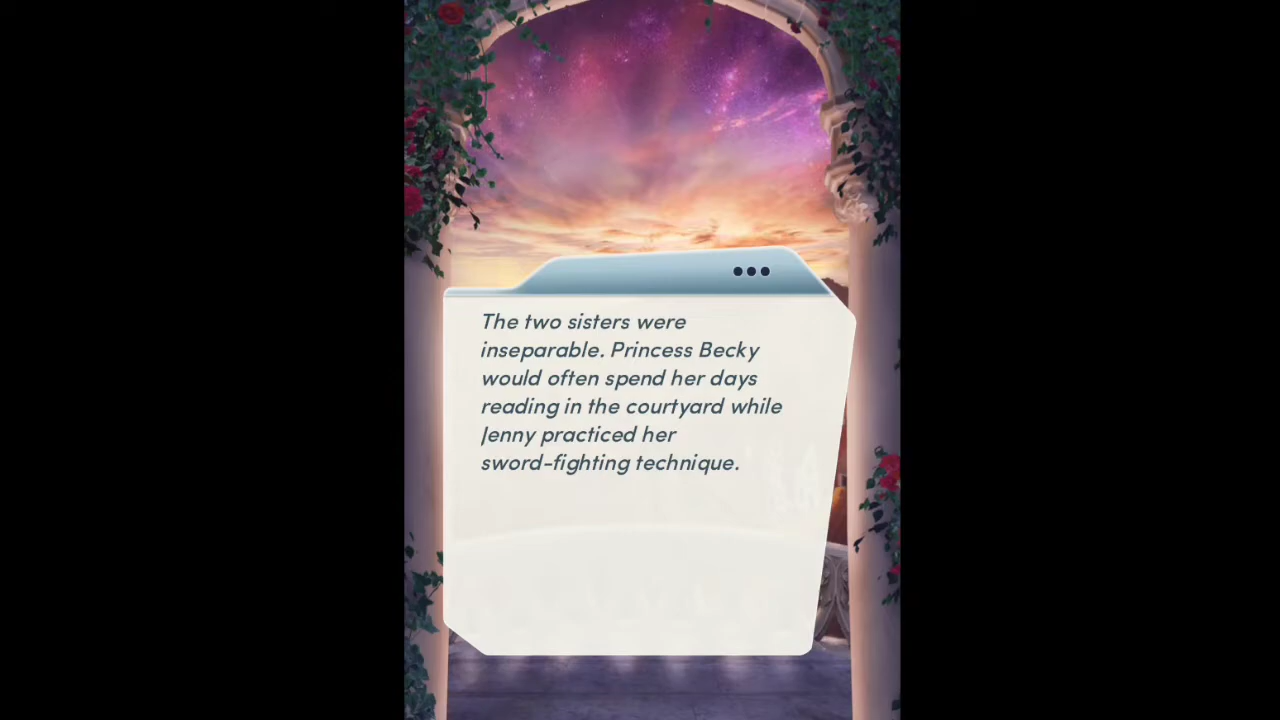 The two sisters were
inseparable. Princess Becky
would often spend her days
reading in the courtyard while
Jenny practiced her
sword-fighting technique.